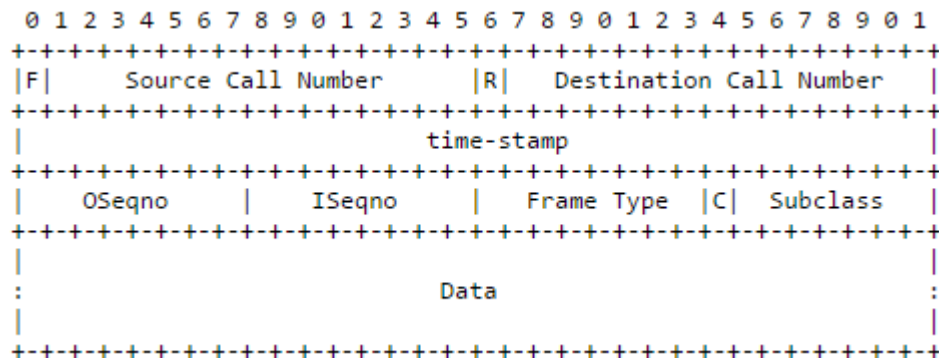 0 1 2 3 4 5 6 7 8 9 0 1 2 3 4 5 6 7 8 9 0 1 2 3 4 5 6 7 8 9 0 1
+-+-+-+-+-+-+-+-+-+-+-+-+-+-+-+-+-+-+-+-+-+-+-+-+-+-+-+-+-+-+-+-+
|F|     Source Call Number      |R|   Destination Call Number   |
+-+-+-+-+-+-+-+-+-+-+-+-+-+-+-+-+-+-+-+-+-+-+-+-+-+-+-+-+-+-+-+-+
|                            time-stamp                         |
+-+-+-+-+-+-+-+-+-+-+-+-+-+-+-+-+-+-+-+-+-+-+-+-+-+-+-+-+-+-+-+-+
|    OSeqno     |    ISeqno     |   Frame Type  |C|  Subclass   |
+-+-+-+-+-+-+-+-+-+-+-+-+-+-+-+-+-+-+-+-+-+-+-+-+-+-+-+-+-+-+-+-+
|                                                               |
:                             Data                              :
|                                                               |
+-+-+-+-+-+-+-+-+-+-+-+-+-+-+-+-+-+-+-+-+-+-+-+-+-+-+-+-+-+-+-+-+